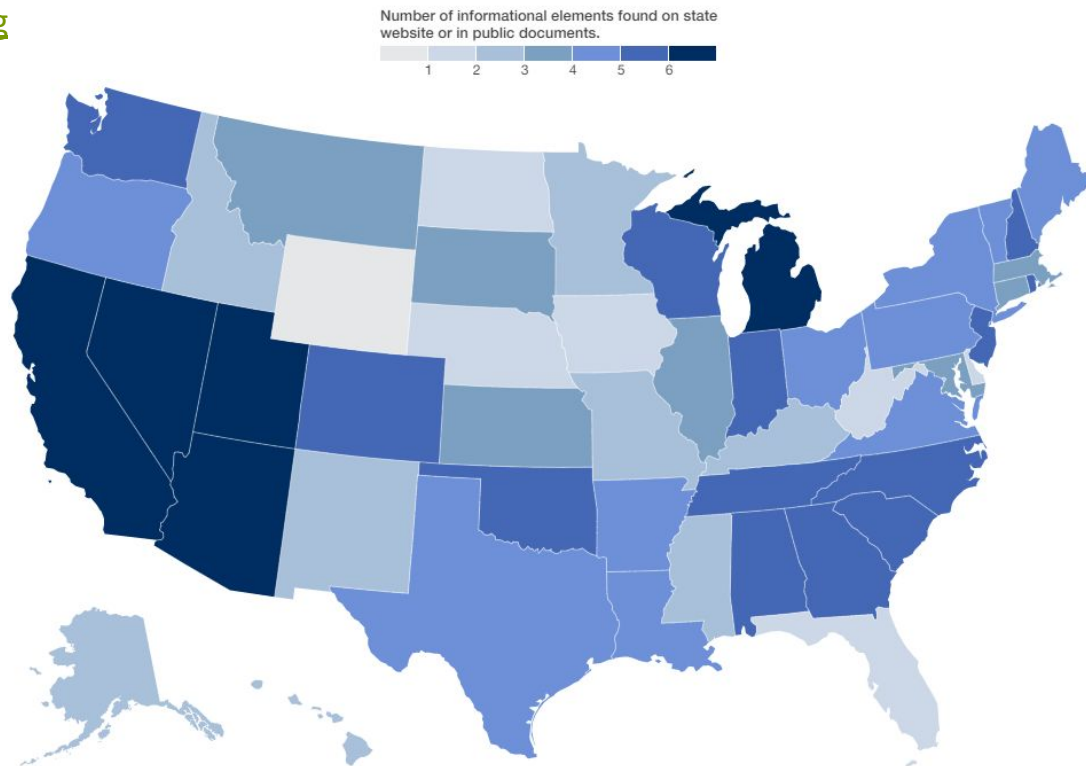 g
Number of informational elements found on state
website or in public documents.
1 2 3 4 5 6